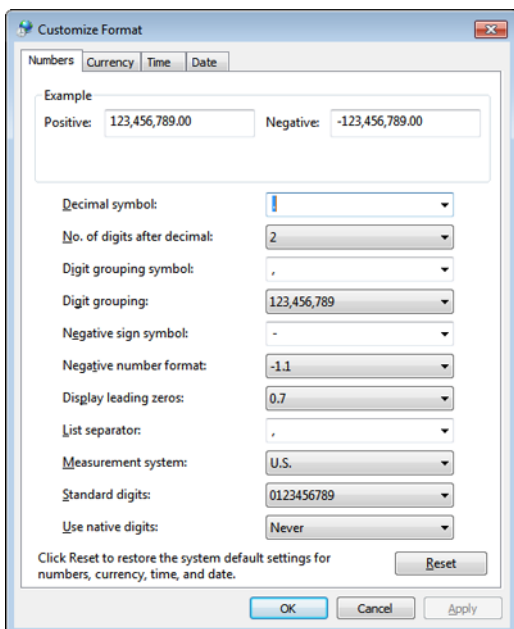 Customize Format
Numbers Currency Time Date
Example
Positive: 123,456,789.00 Negative: -123,456,789.00
Decimal symbol: .
No. of digits after decimal: 2
Digit grouping symbol: ,
Digit grouping: 123,456,789
Negative sign symbol: -
Negative number format: -1.1
Display leading zeros: 0.7
List separator: ,
Measurement system: U.S.
Standard digits: 0123456789
Use native digits: Never
Click Reset to restore the system default settings for
numbers, currency, time, and date.
Reset
OK Cancel Apply